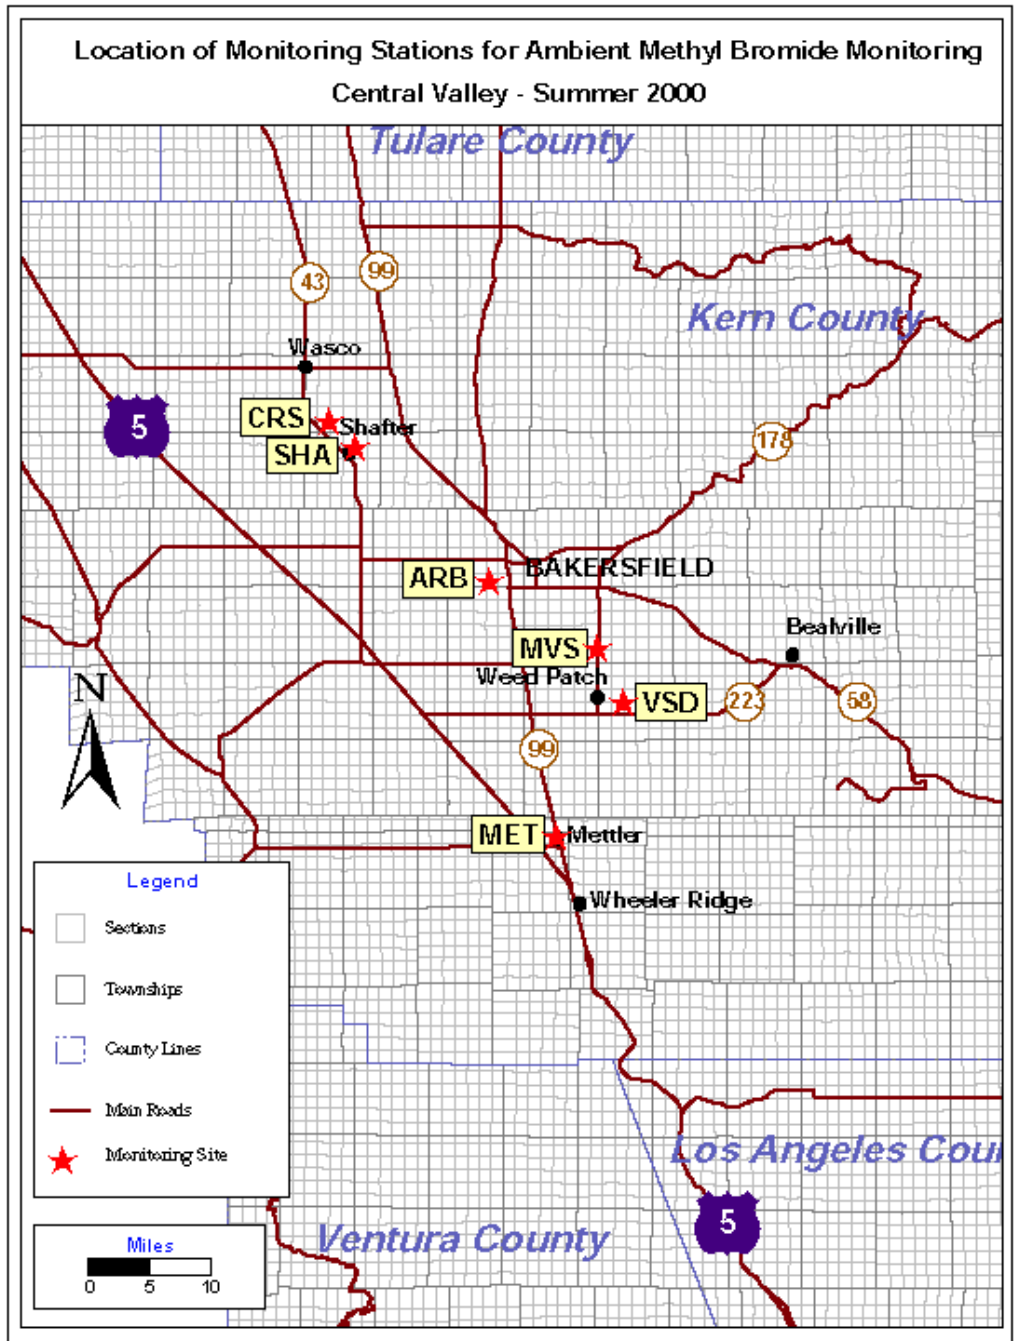 Location of Monitoring Stations for Ambient Methyl Bromide Monitoring
Central Valley - Summer 2000
Tulare County
43
99
Kern County
Wasco
5
CRS
Shafter
SHA
178
ARB
BAKERSFIELD
Bealville
MVS
Weed Patch
N
VSD
223
58
99
MET
Mettler
Wheeler Ridge
Legend
Sections
Townships
County Lines
Main Roads
Monitoring Site
Los Angeles Coun
5
Ventura County
Miles
0 5 10